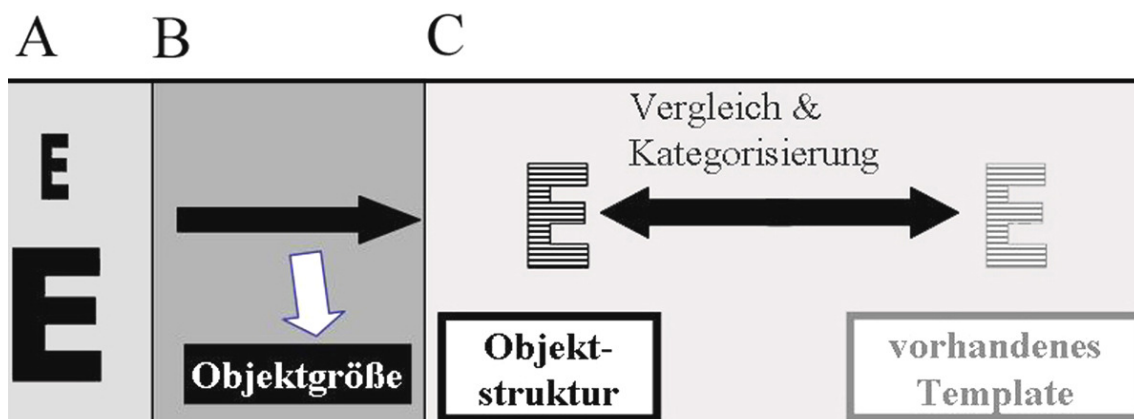 A B C
E
E
Objektgröße
Vergleich &
Kategorisierung
E
E
Objekt-
struktur
vorhandenes
Template